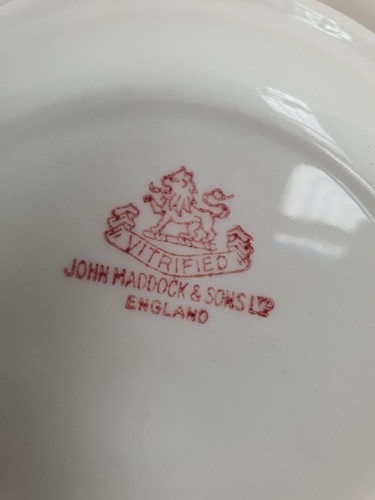 VITRIFIED
JOHN MADDOCK & SONS LTD
ENGLAND